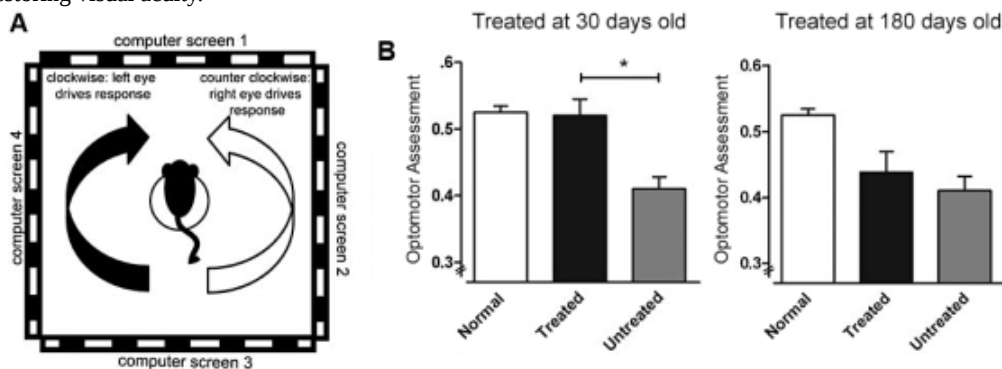 storing visual acuity.
A
computer screen 1
clockwise: left eye
drives response
counter clockwise:
right eye drives
response
computer screen 4
computer screen 2
computer screen 3
B
Treated at 30 days old
Optomotor Assessment
.6
0.5
0.4
0.3
*
Normal
Treated
Untreated
Treated at 180 days old
Optomotor Assessment
.6
0.5
0.4
0.3
Normal
Treated
Untreated